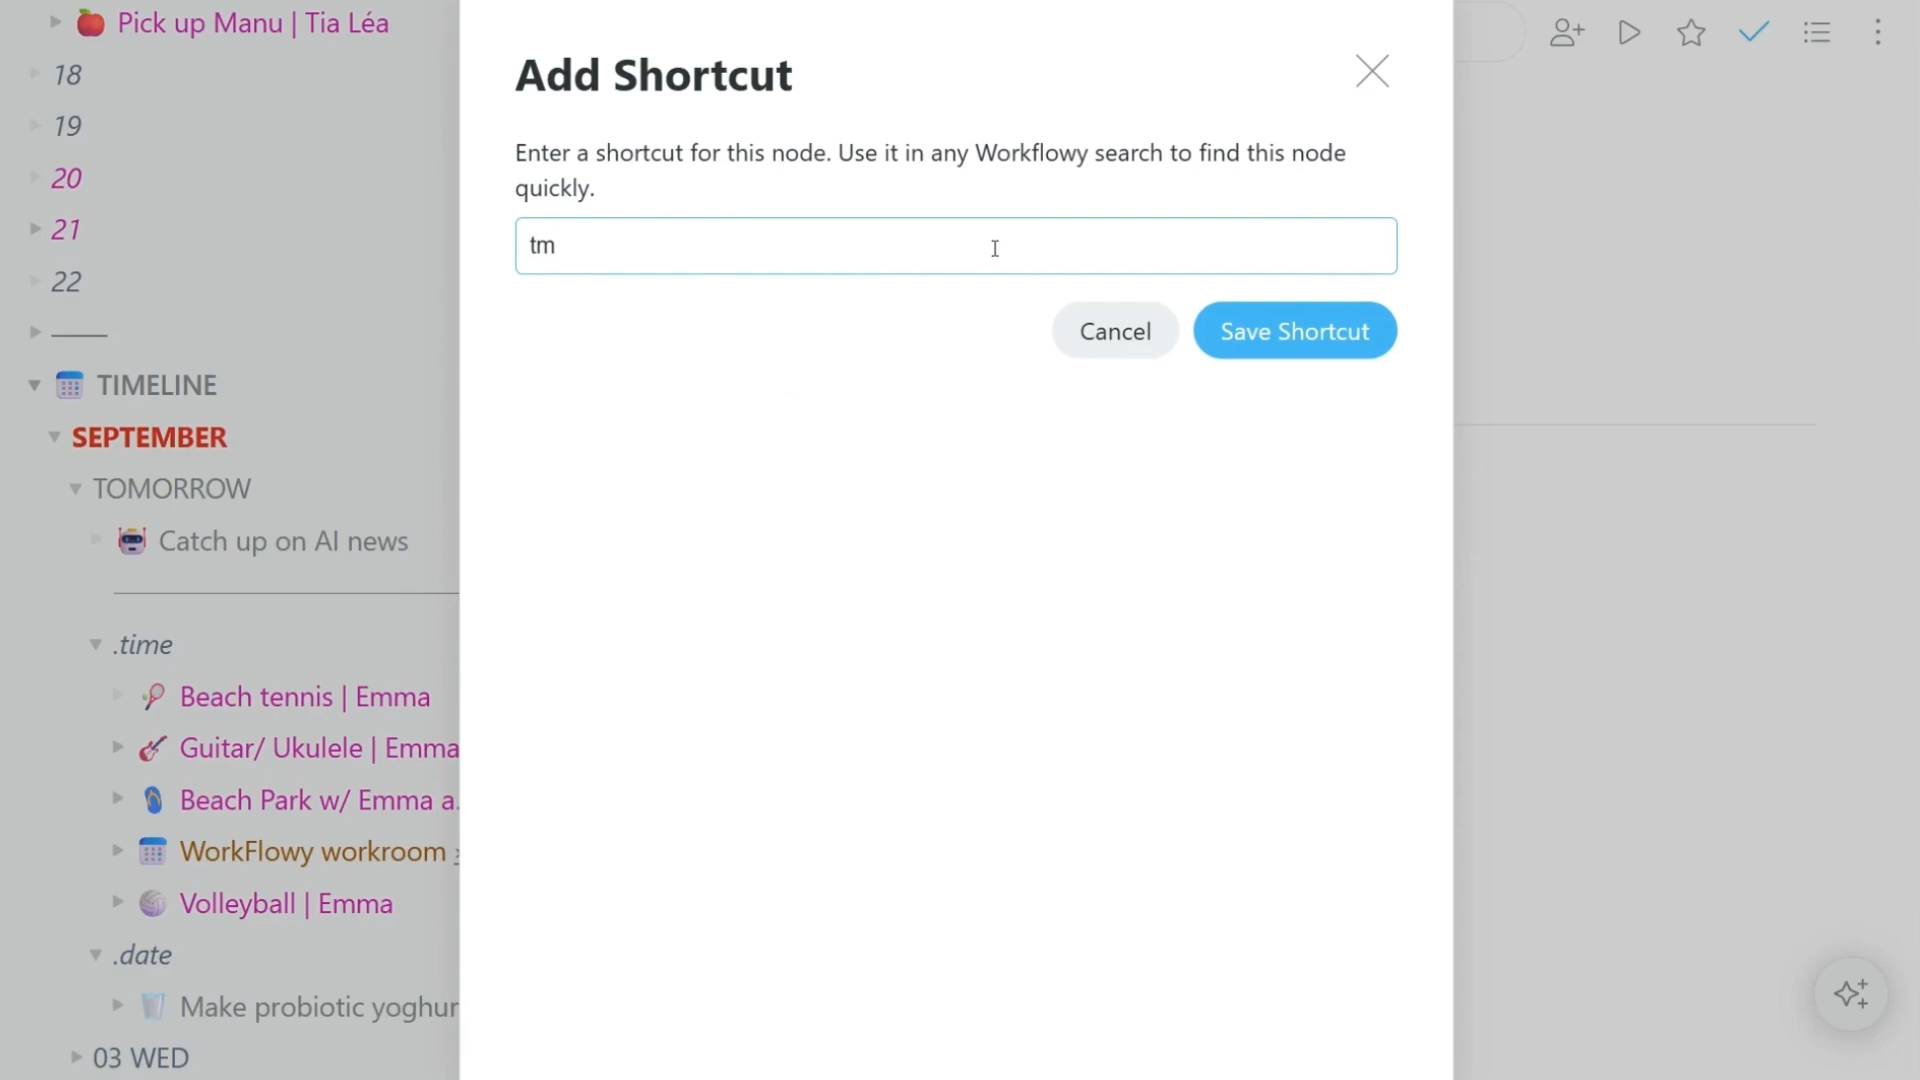 Pick up Manu | Tia Léa
18
19
20
21
22
TIMELINE
SEPTEMBER
TOMORROW
Catch up on AI news
.time
Beach tennis | Emma
Guitar/ Ukulele | Emma
Beach Park w/ Emma a
WorkFlowy workroom
Volleyball | Emma
.date
Make probiotic yoghur
03 WED
Add Shortcut
Enter a shortcut for this node. Use it in any Workflowy search to find this node
quickly.
tm
Cancel
Save Shortcut